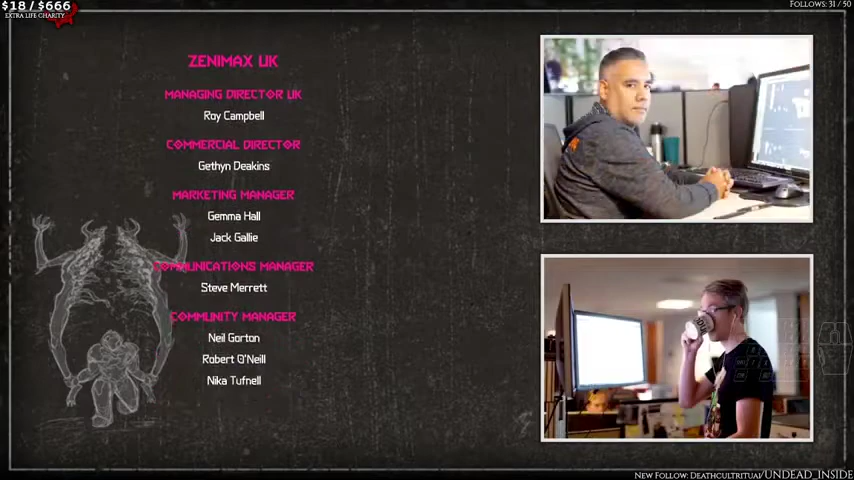 $18 / $666
EXTRA LIFE CHARITY
FOLLOWS: 31 / 50
ZENIMAX UK
MANAGING DIRECTOR UK
Ray Campbell
COMMERCIAL DIRECTOR
Gethyn Deakins
MARKETING MANAGER
Gemma Hall
Jack Gallie
COMMUNICATIONS MANAGER
Steve Merrett
COMMUNITY MANAGER
Neil Gorton
Robert O'Neill
Nika Tufnell
NEW FOLLOW: DEATHCULTRITUAL/UNDEAD_INSIDE